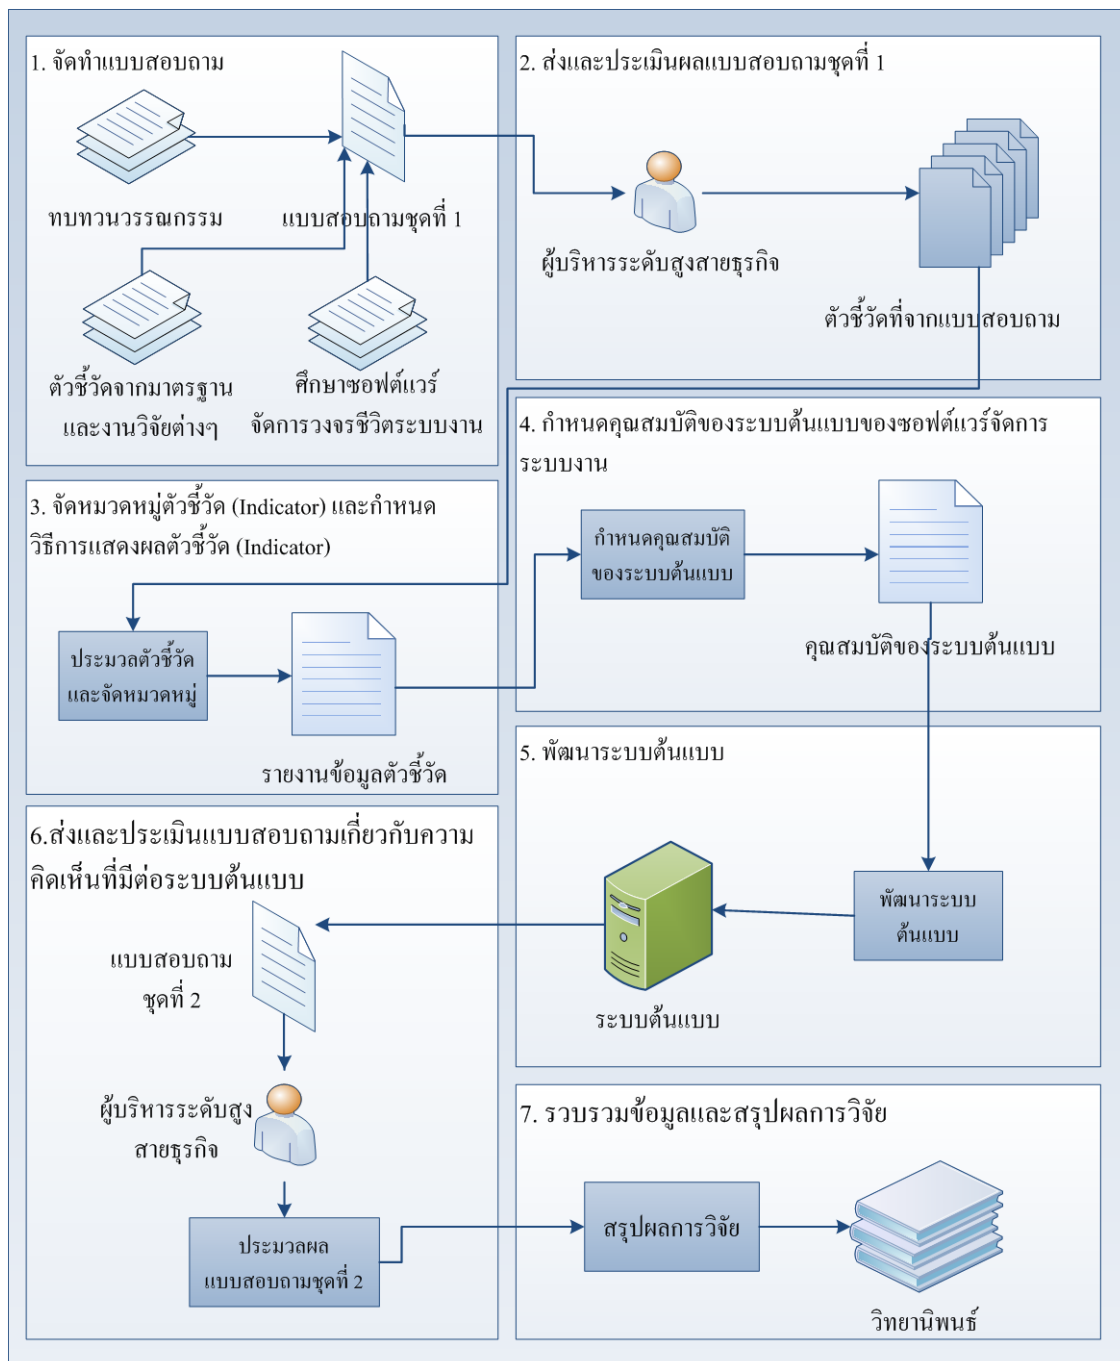 1. จัดทำแบบสอบถาม
ทบทวนวรรณกรรม
แบบสอบถามชุดที่ 1
ตัวชี้วัดจากมาตรฐาน
และงานวิจัยต่างๆ
ศึกษาซอฟต์แวร์
จัดการวงจรชีวิตระบบงาน
2. ส่งและประเมินผลแบบสอบถามชุดที่ 1
ผู้บริหารระดับสูงสายธุรกิจ
ตัวชี้วัดที่จากแบบสอบถาม
3. จัดหมวดหมู่ตัวชี้วัด (Indicator) และกำหนด
วิธีการแสดงผลตัวชี้วัด (Indicator)
ประมวลตัวชี้วัด
และจัดหมวดหมู่
รายงานข้อมูลตัวชี้วัด
4. กำหนดคุณสมบัติของระบบต้นแบบของซอฟต์แวร์จัดการ
ระบบงาน
กำหนดคุณสมบัติ
ของระบบต้นแบบ
คุณสมบัติของระบบต้นแบบ
5. พัฒนาระบบต้นแบบ
พัฒนาระบบ
ต้นแบบ
ระบบต้นแบบ
6.ส่งและประเมินแบบสอบถามเกี่ยวกับความ
คิดเห็นที่มีต่อระบบต้นแบบ
แบบสอบถาม
ชุดที่ 2
ผู้บริหารระดับสูง
สายธุรกิจ
ประมวลผล
แบบสอบถามชุดที่ 2
7. รวบรวมข้อมูลและสรุปผลการวิจัย
สรุปผลการวิจัย
วิทยานิพนธ์